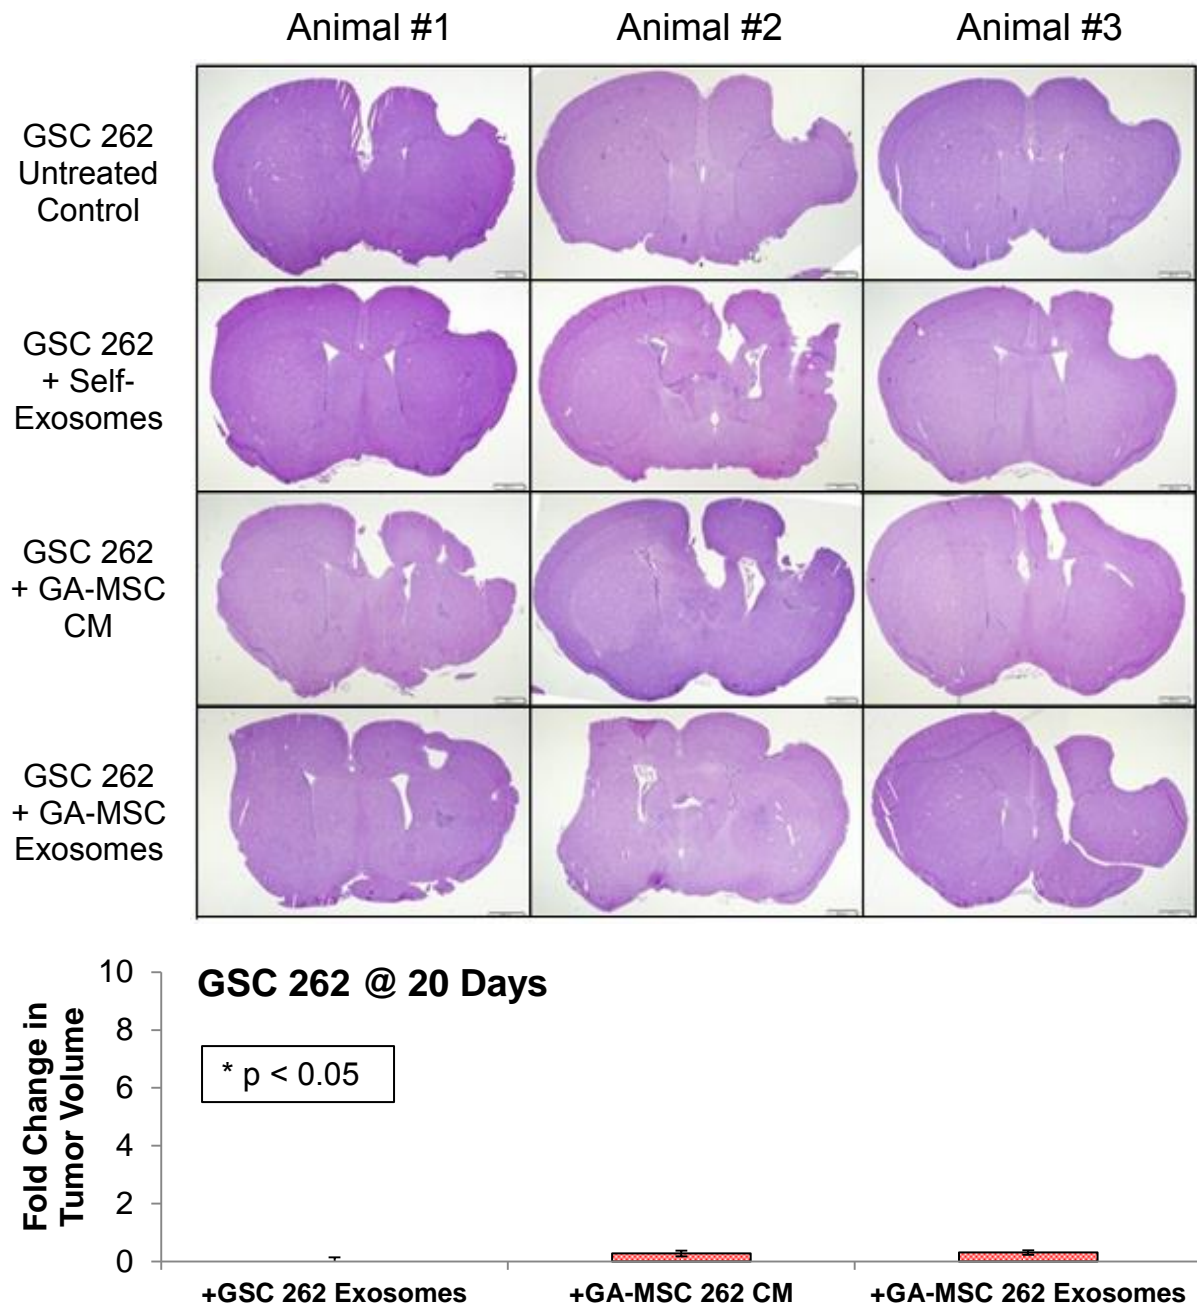 Animal #1
Animal #2
Animal #3
GSC 262
Untreated
Control
GSC 262
+ Self-
Exosomes
GSC 262
+ GA-MSC
CM
GSC 262
+ GA-MSC
Exosomes
GSC 262 @ 20 Days
* p < 0.05
Fold Change in
Tumor Volume
10
8
6
4
2
0
+GSC 262 Exosomes
+GA-MSC 262 CM
+GA-MSC 262 Exosomes